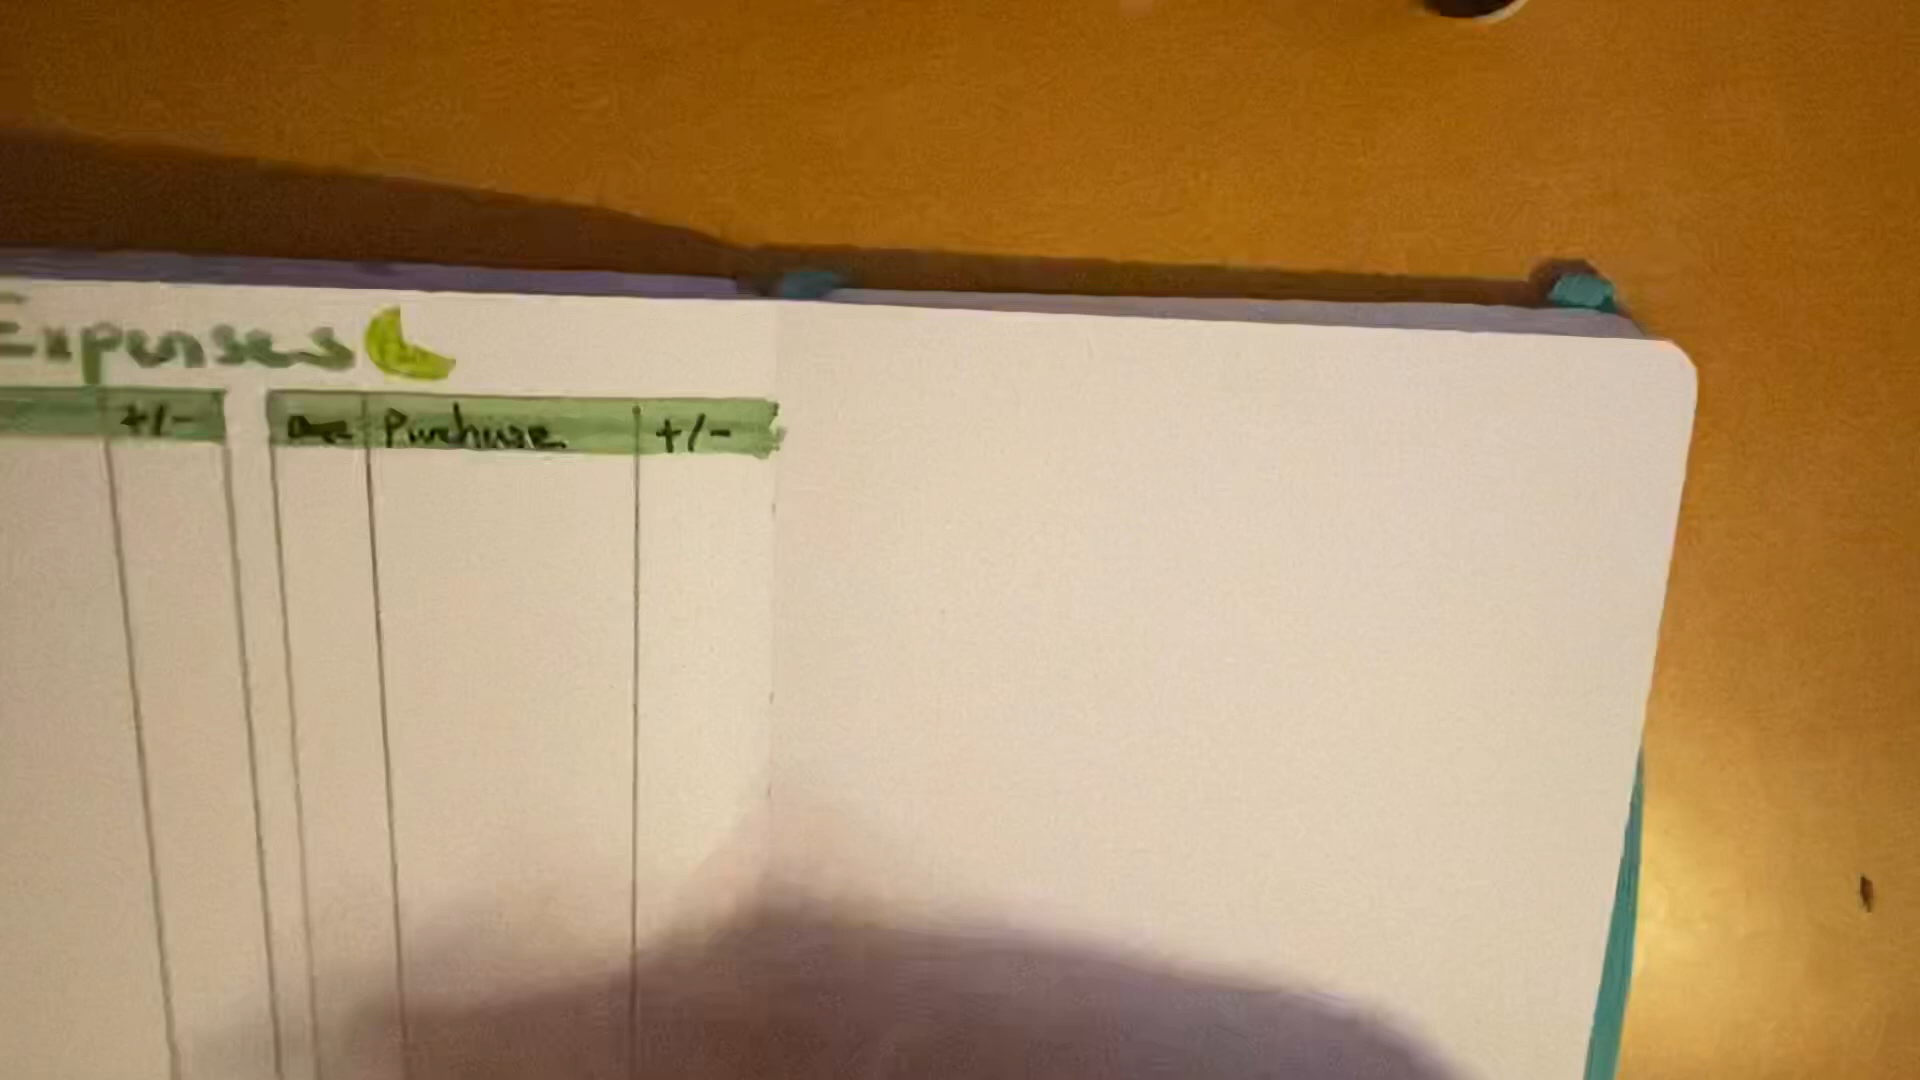 Expenses
+/- Purchase +/-